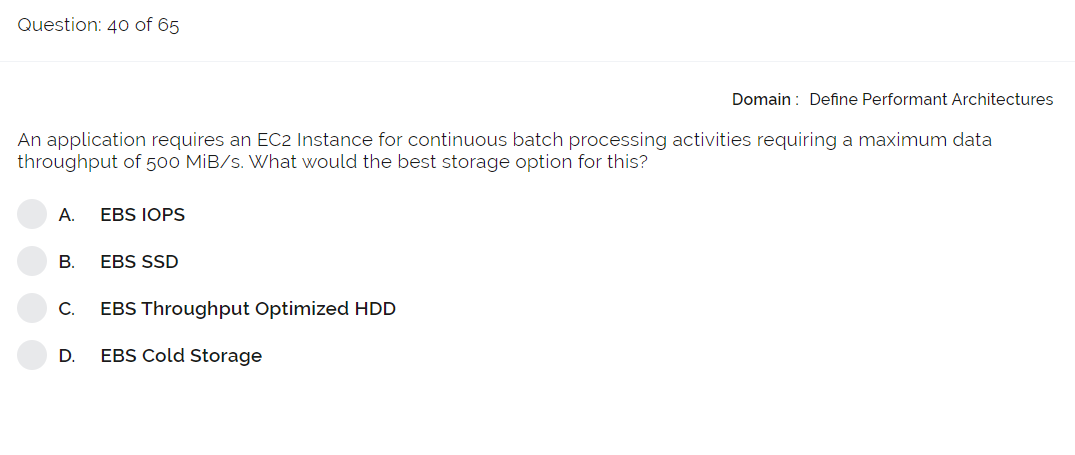 Question: 40 of 65
Domain : Define Performant Architectures
An application requires an EC2 Instance for continuous batch processing activities requiring a maximum data
throughput of 500 MiB/s. What would the best storage option for this?
A. EBS IOPS
B. EBS SSD
C. EBS Throughput Optimized HDD
D. EBS Cold Storage